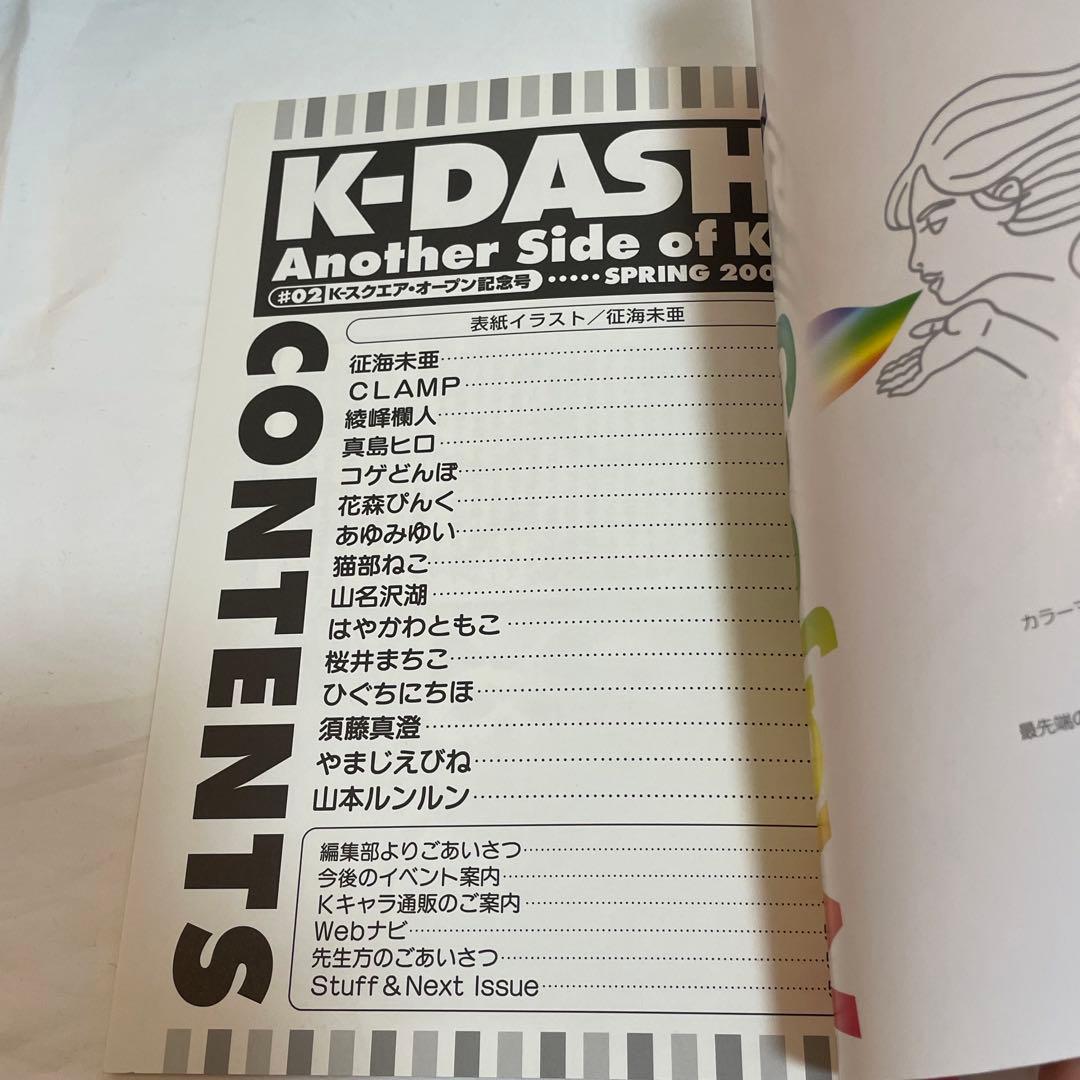 K-DASH
Another Side of K
#02 K-スクエア・オープン記念号 ····· SPRING 200
CONTENTS
表紙イラスト／征海未亜
征海未亜
CLAMP
綾峰欄人
真島ヒロ
コゲどんぼ
花森ぴんく
あゆみゆい
猫部ねこ
山名沢湖
はやかわともこ
桜井まちこ
ひぐちにちほ
須藤真澄
やまじえびね
山本ルンルン
編集部よりごあいさつ
今後のイベント案内
Kキャラ通販のご案内
Webナビ
先生方のごあいさつ
Stuff & Next Issue
カラー
最先端の